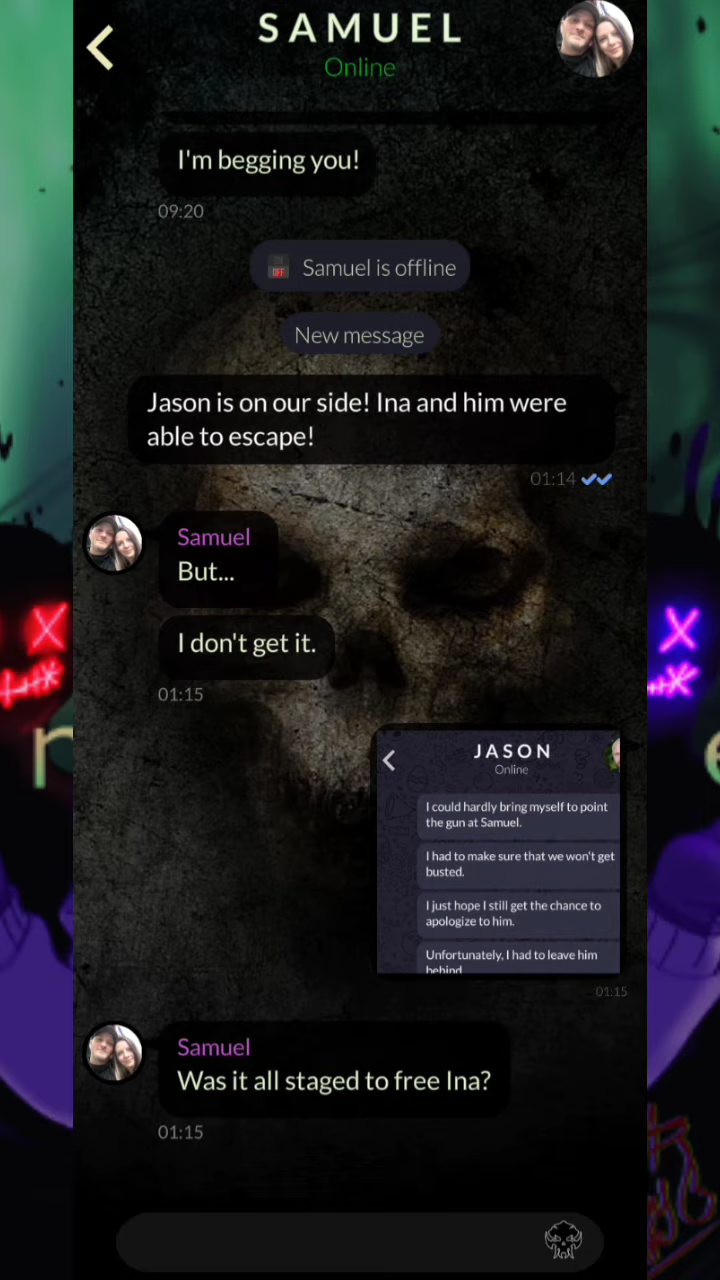 SAMUEL
Online
I'm begging you!
09:20
OFF
Samuel is offline
New message
Jason is on our side! Ina and him were
able to escape!
01:14
Samuel
But...
I don't get it.
01:15
JASON
Online
I could hardly bring myself to point
the gun at Samuel.
I had to make sure that we won't get
busted.
I just hope I still get the chance to
apologize to him.
Unfortunately, I had to leave him
behind
01:15
Samuel
Was it all staged to free Ina?
01:15